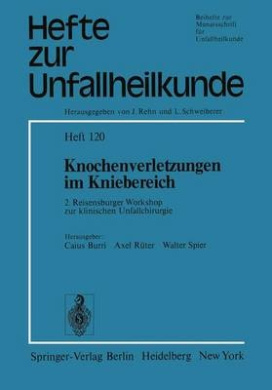 Hefte
zur
Unfallheilkunde
Beihefte zur
Monatsschrift
für
Unfallheilkunde
Herausgegeben von J. Rehn und L. Schweiberer
Heft 120
Knochenverletzungen
im Kniebereich
2. Reisensburger Workshop
zur klinischen Unfallchirurgie
Herausgeber:
Caius Burri Axel Rüter Walter Spier
Springer-Verlag Berlin Heidelberg New York